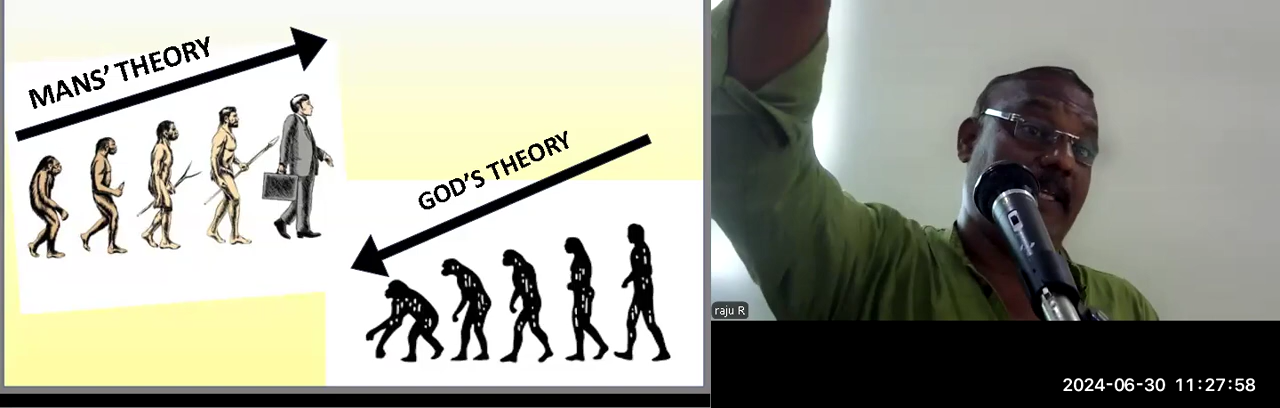 MANS' THEORY
GOD'S THEORY
raju R
2024-06-30 11:27:58